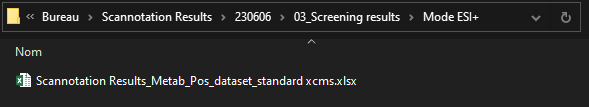 « Bureau > Scannotation Results > 230606 > 03_Screening results > Mode ESI+
Nom
Scannotation Results_Metab_Pos_dataset_standard xcms.xlsx